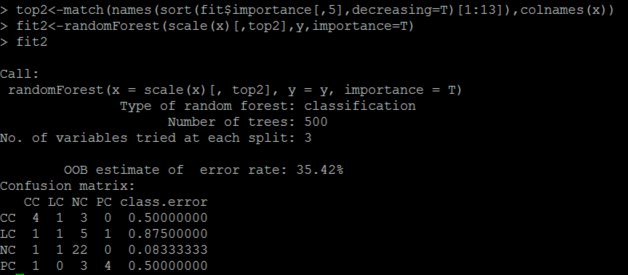 > top2<-match(names(sort(fit$importance[,5],decreasing=T)[1:13]),colnames(x))
> fit2<-randomForest(scale(x)[,top2],y,importance=T)
> fit2
Call:
randomForest(x = scale(x)[, top2], y = y, importance = T)
Type of random forest: classification
Number of trees: 500
No. of variables tried at each split: 3
OOB estimate of  error rate: 35.42%
Confusion matrix:
CC LC NC PC class.error
CC  4  1  3  0  0.50000000
LC  1  1  5  1  0.87500000
NC  1  1 22  0  0.08333333
PC  1  0  3  4  0.50000000